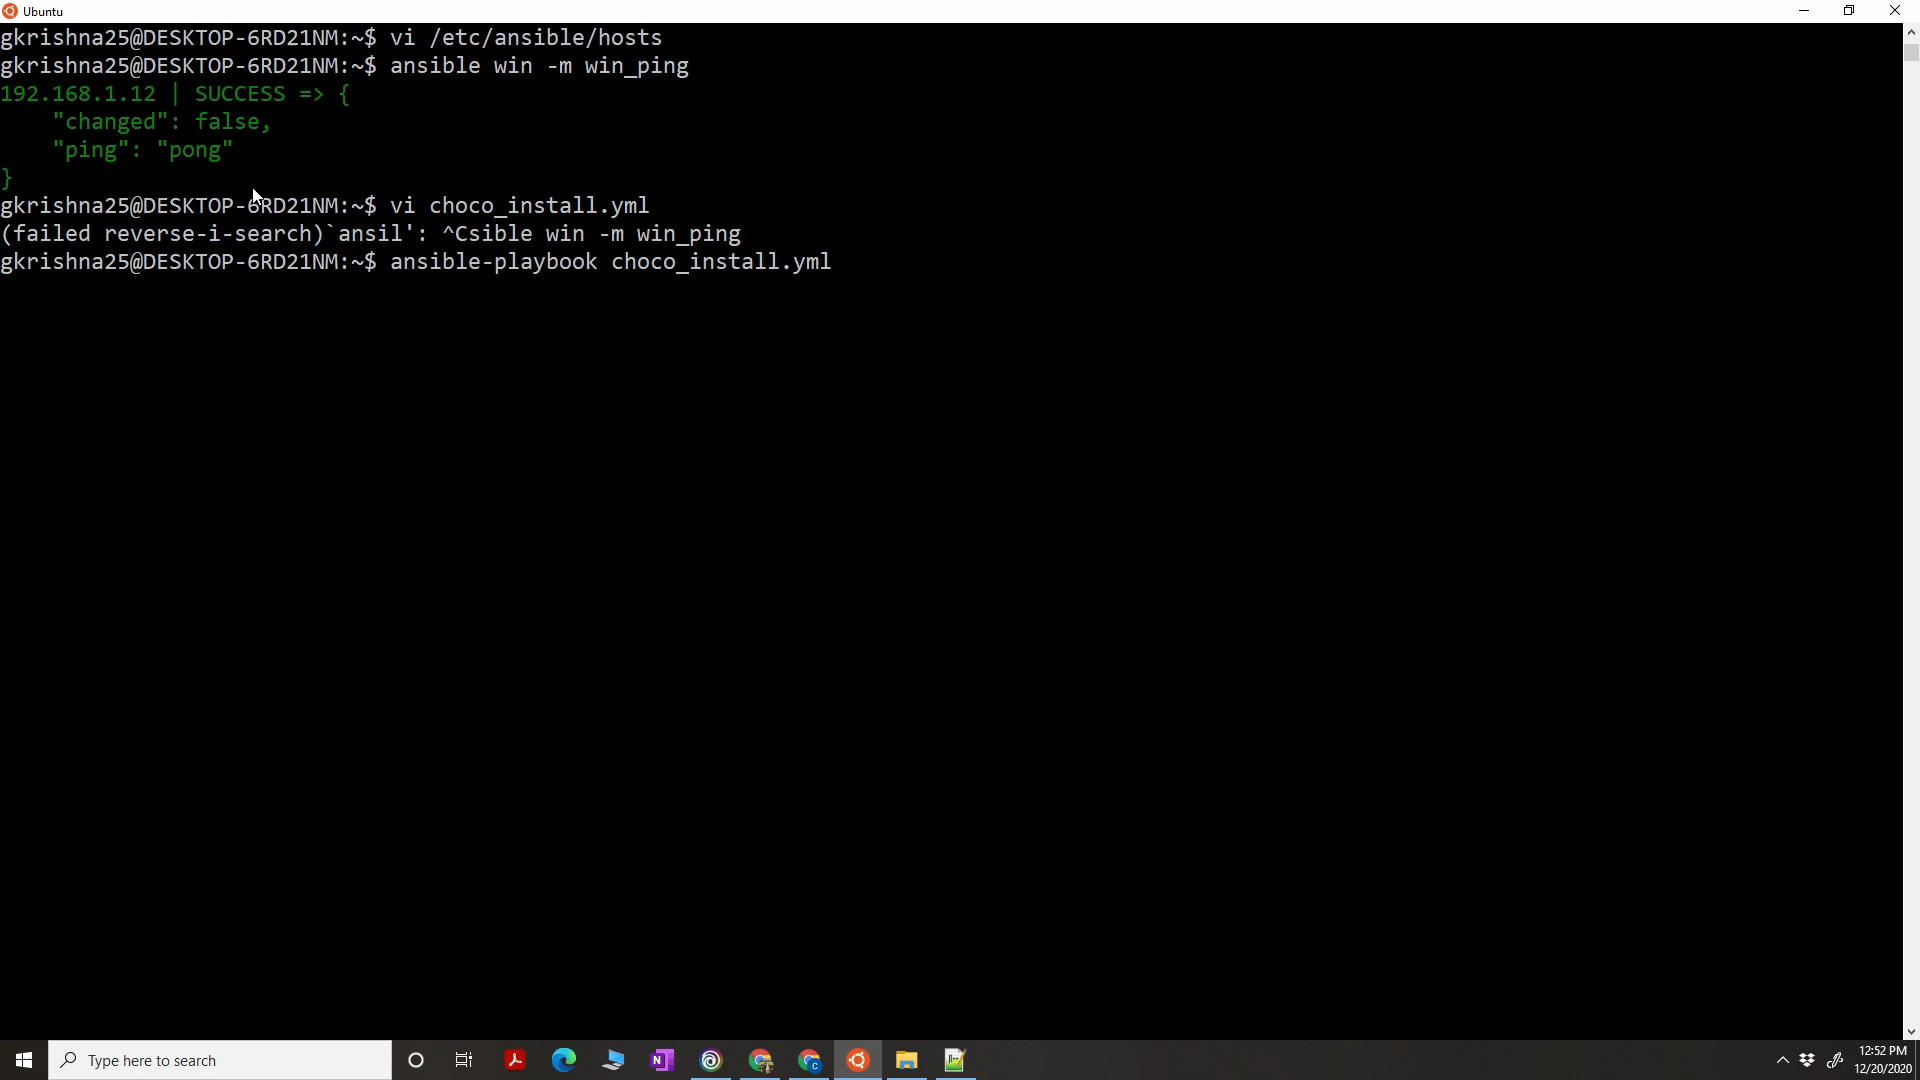 Ubuntu
gkrishna25@DESKTOP-6RD21NM:~$ vi /etc/ansible/hosts
gkrishna25@DESKTOP-6RD21NM:~$ ansible win -m win_ping
192.168.1.12 | SUCCESS => {
    "changed": false,
    "ping": "pong"
}
gkrishna25@DESKTOP-6RD21NM:~$ vi choco_install.yml
(failed reverse-i-search)`ansil': ^Csible win -m win_ping
gkrishna25@DESKTOP-6RD21NM:~$ ansible-playbook choco_install.yml
Type here to search
12:52 PM
12/20/2020